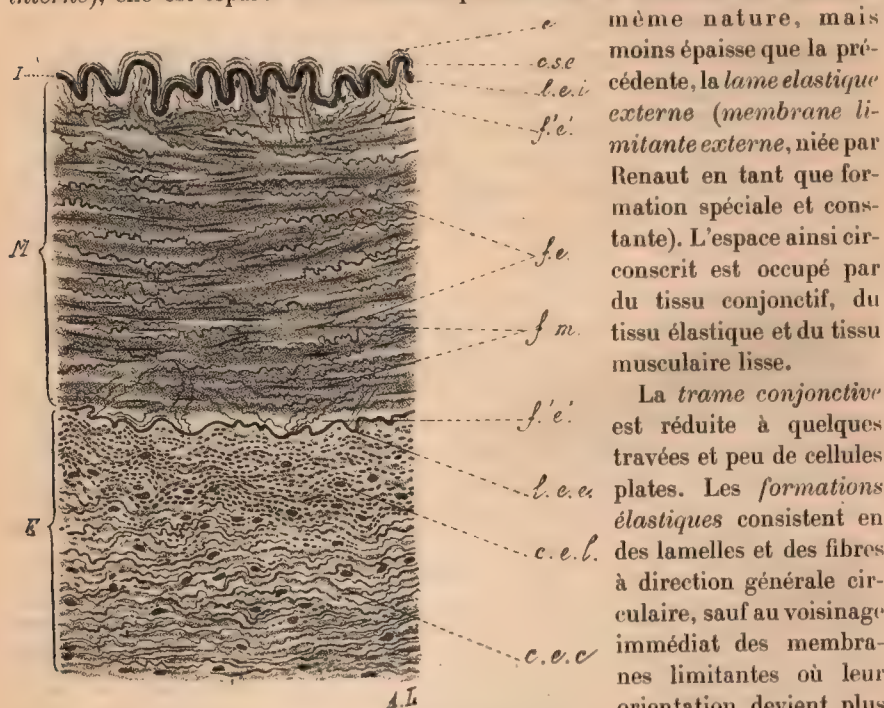 interne), elle est
I
M
E
e
c.s.e
l.e.i
f'.é.
f.e.
f m.
f.'é.
l.e.e.
c.e.l.
c.e.c
A.L
même nature, mais
moins épaisse que la pré-
cédente, la lame elastique
externe (membrane li-
mitante externe, niée par
Renaut en tant que for-
mation spéciale et cons-
tante). L'espace ainsi cir-
conscrit est occupé par
du tissu conjonctif, du
tissu élastique et du tissu
musculaire lisse.
La trame conjonctive
est réduite à quelques
travées et peu de cellules
plates. Les formations
élastiques consistent en
des lamelles et des fibres
à direction générale cir-
culaire, sauf au voisinage
immédiat des membra-
nes limitantes où leur
orientation devient plus